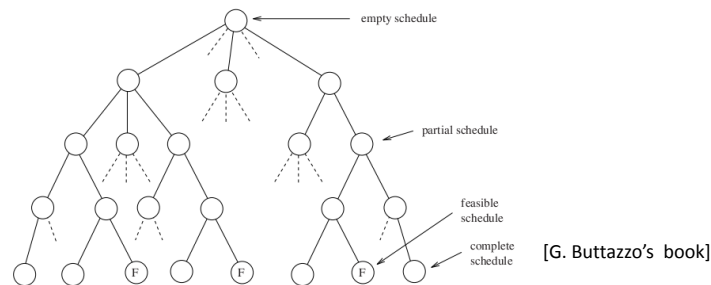 empty schedule
partial schedule
feasible
schedule
complete
schedule
[G. Buttazzo’s book]
F
F
F